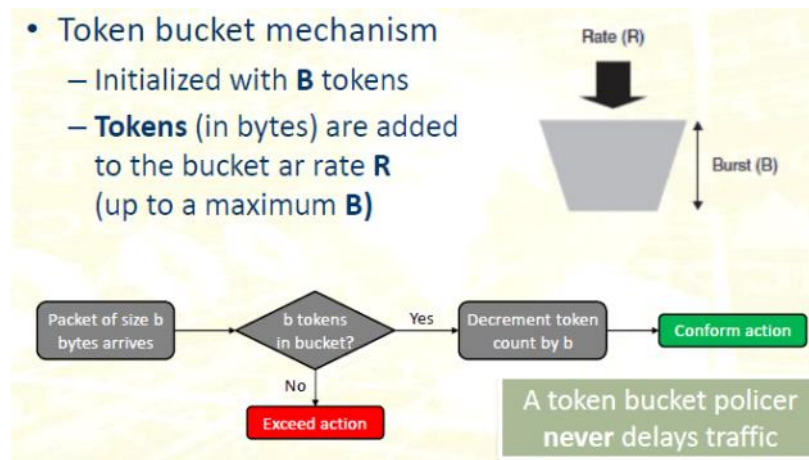 • Token bucket mechanism
– Initialized with B tokens
– Tokens (in bytes) are added
to the bucket ar rate R
(up to a maximum B)
Rate (R)
Burst (B)
Packet of size b
bytes arrives
b tokens
in bucket?
Yes
Decrement token
count by b
Conform action
No
Exceed action
A token bucket policer
never delays traffic